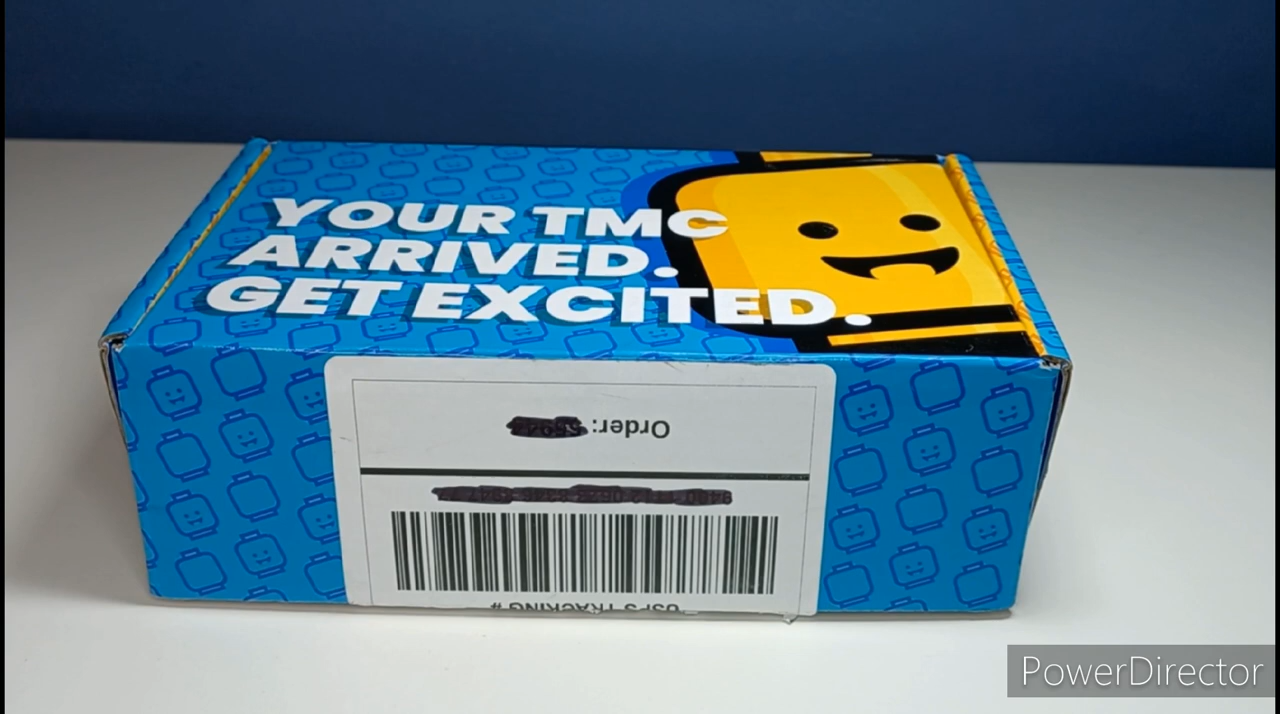 YOUR TMC
ARRIVED.
GET EXCITED.
Order:
USPS TRACKING #
PowerDirector